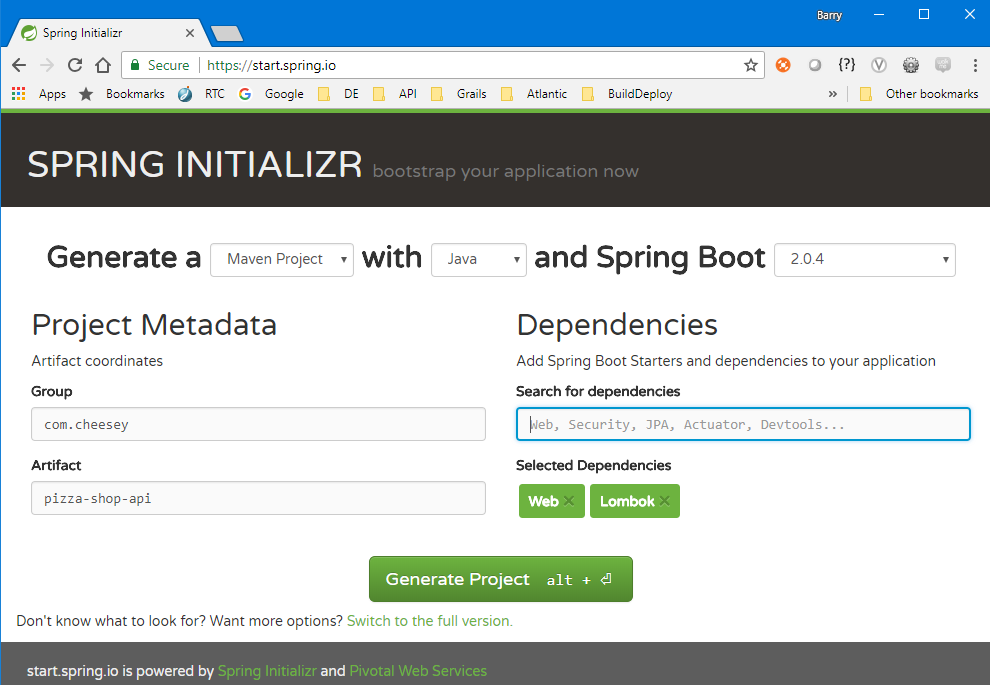 Barry
Spring Initializr
Secure https://start.spring.io
{?}
Apps Bookmarks RTC Google DE API Grails Atlantic BuildDeploy » Other bookmarks
SPRING INITIALIZR bootstrap your application now
Generate a Maven Project with Java and Spring Boot 2.0.4
Project Metadata
Artifact coordinates
Group
com.cheesey
Artifact
pizza-shop-api
Dependencies
Add Spring Boot Starters and dependencies to your application
Search for dependencies
Web, Security, JPA, Actuator, Devtools...
Selected Dependencies
Web × Lombok ×
Generate Project alt + ⏎
Don't know what to look for? Want more options? Switch to the full version.
start.spring.io is powered by Spring Initializr and Pivotal Web Services